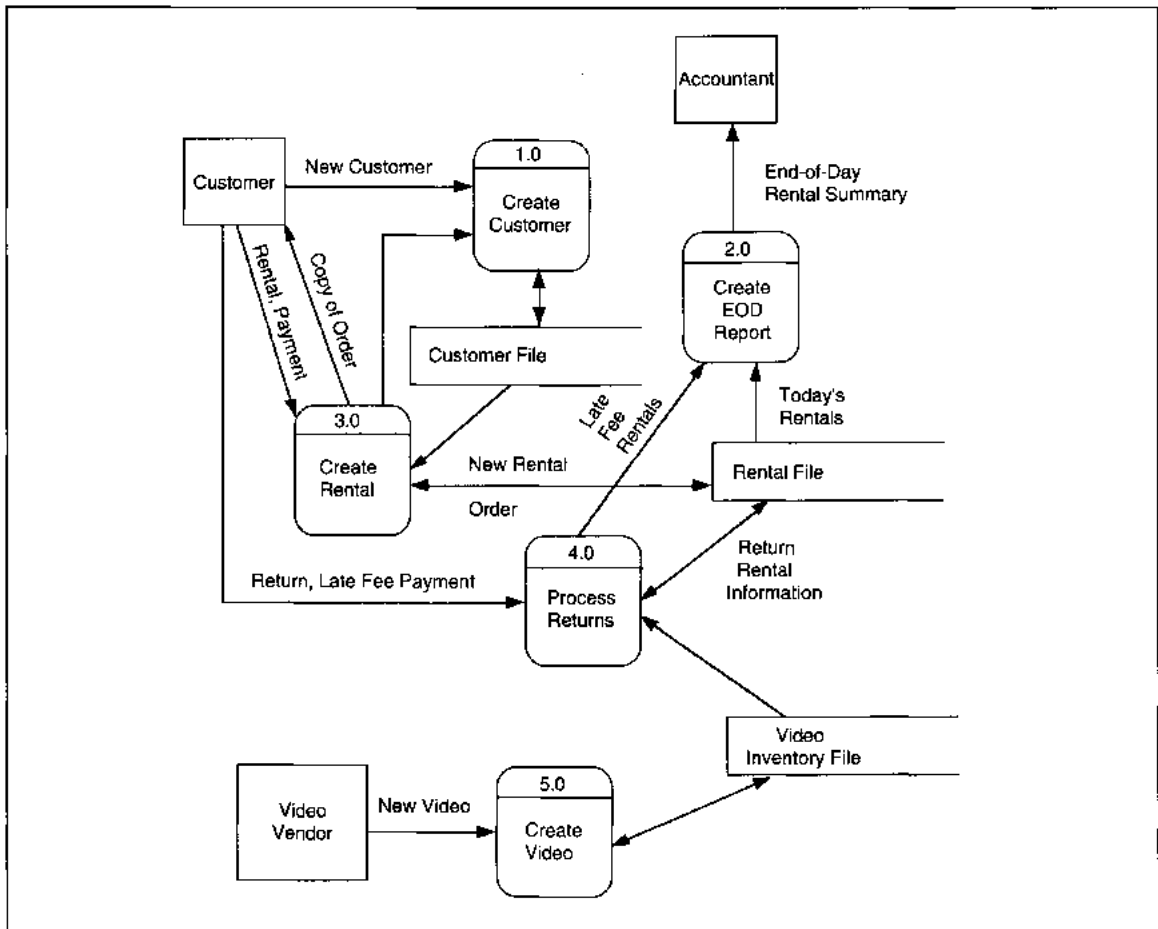 Accountant
1.0
New Customer
Customer
Create
Customer
End-of-Day
Rental Summary
2.0
Create
EOD
Report
Rental, Payment
Copy of Order
Customer File
Late
Fee
Rentals
Today's
Rentals
3.0
Create
Rental
New Rental
Order
Rental File
4.0
Process
Returns
Return
Rental
Information
Return, Late Fee Payment
Video
Inventory File
5.0
Create
Video
New Video
Video
Vendor